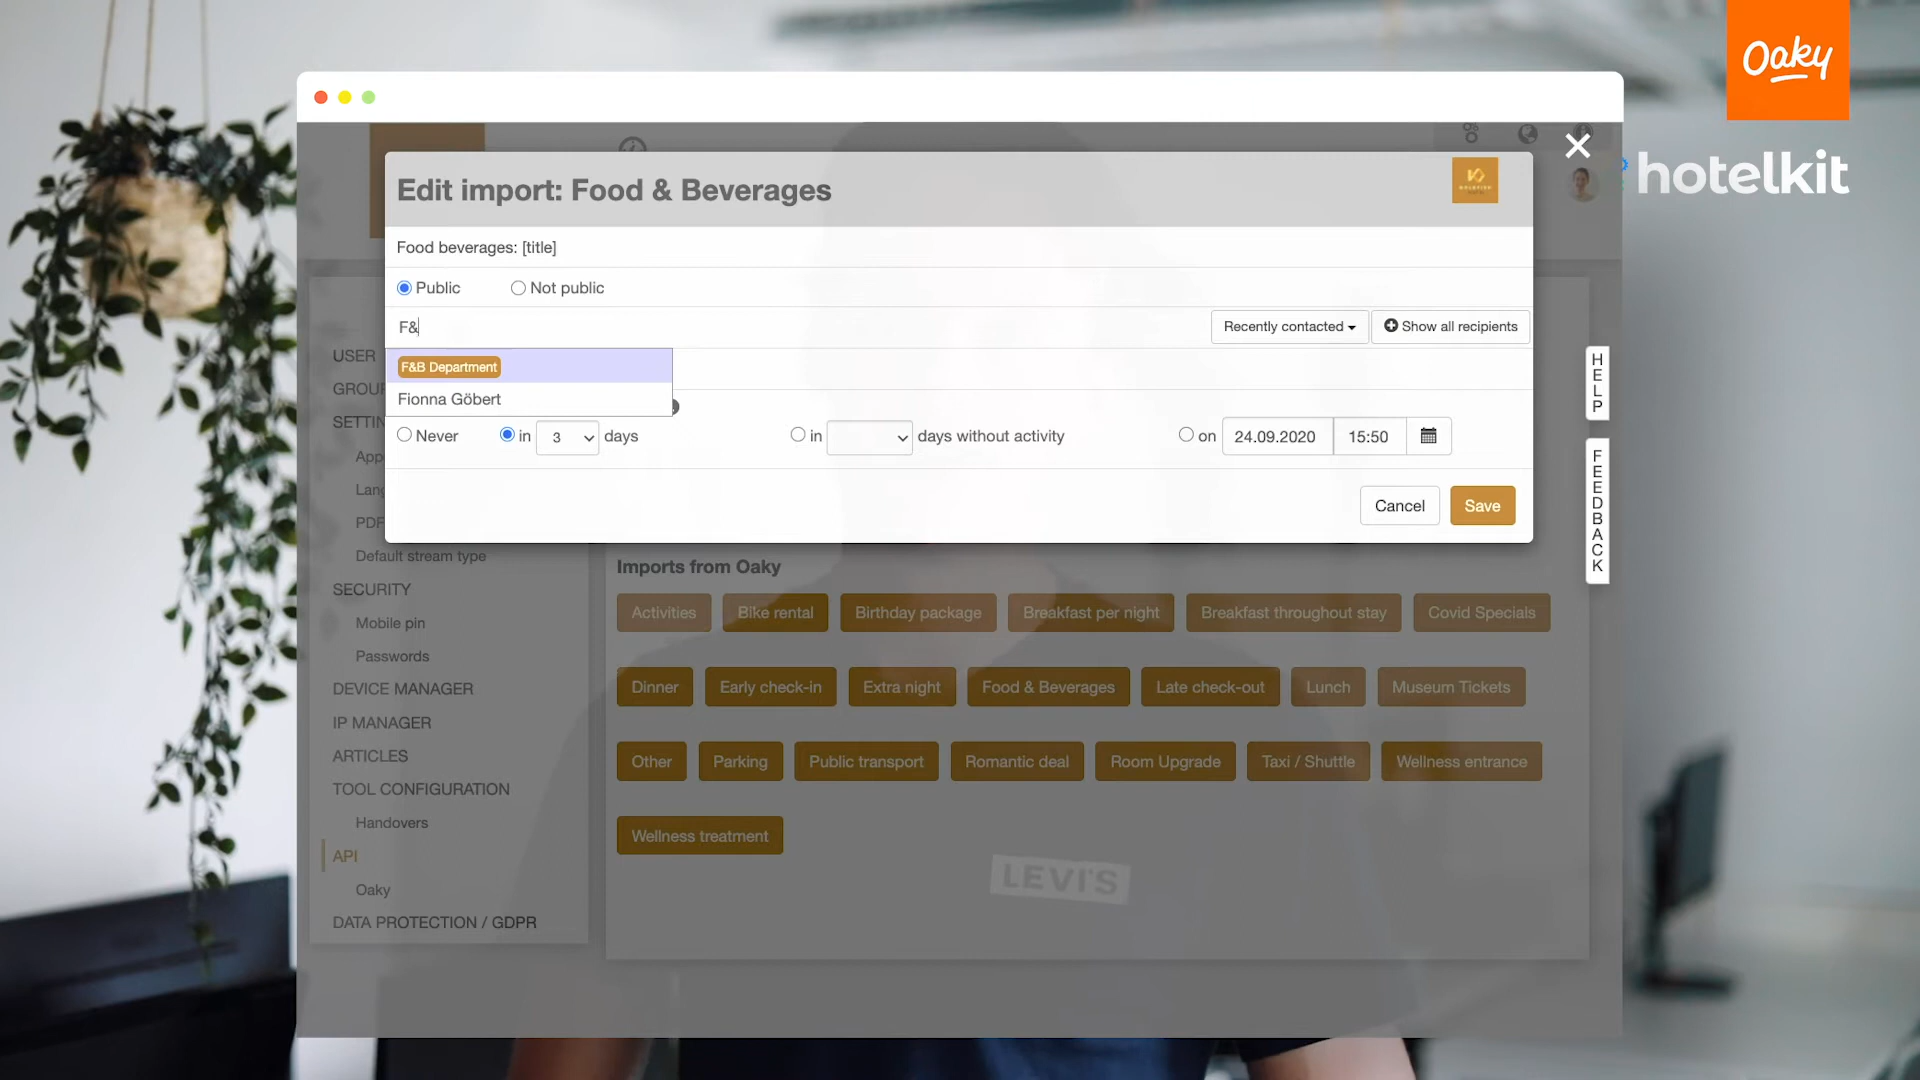 Oaky
hotelkit
Edit import: Food & Beverages
Food beverages: [title]
Public
Not public
F&
Recently contacted
Show all recipients
F&B Department
Fionna Göbert
Never
in 3 days
in days without activity
on 24.09.2020 15:50
Cancel
Save
HELP
FEEDBACK
USER
GROU
SETTIN
App
Lang
PDF
Default stream type
SECURITY
Mobile pin
Passwords
DEVICE MANAGER
IP MANAGER
ARTICLES
TOOL CONFIGURATION
Handovers
API
Oaky
DATA PROTECTION / GDPR
Imports from Oaky
Activities Bike rental Birthday package Breakfast per night Breakfast throughout stay Covid Specials
Dinner Early check-in Extra night Food & Beverages Late check-out Lunch Museum Tickets
Other Parking Public transport Romantic deal Room Upgrade Taxi / Shuttle Wellness entrance
Wellness treatment
LEVI'S